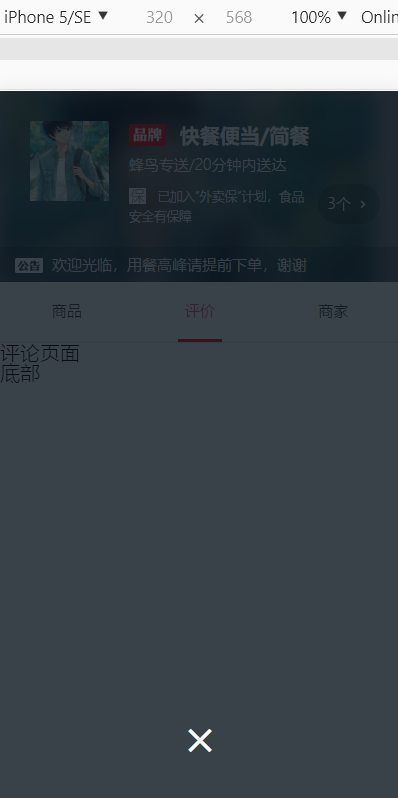 iPhone 5/SE ▼ 320 × 568 100% ▼ Onlin
品牌 快餐便当/简餐
蜂鸟专送/20分钟内送达
保 已加入"外卖保"计划，食品
安全有保障
3个 >
公告 欢迎光临，用餐高峰请提前下单，谢谢
商品 评价 商家
评论页面
底部
×